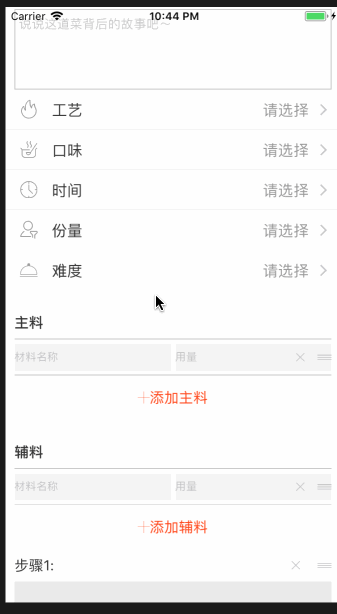 Carrier 10:44 PM
说说这道菜背后的故事吧～
工艺 请选择
口味 请选择
时间 请选择
份量 请选择
难度 请选择
主料
材料名称 用量
+添加主料
辅料
材料名称 用量
+添加辅料
步骤1: